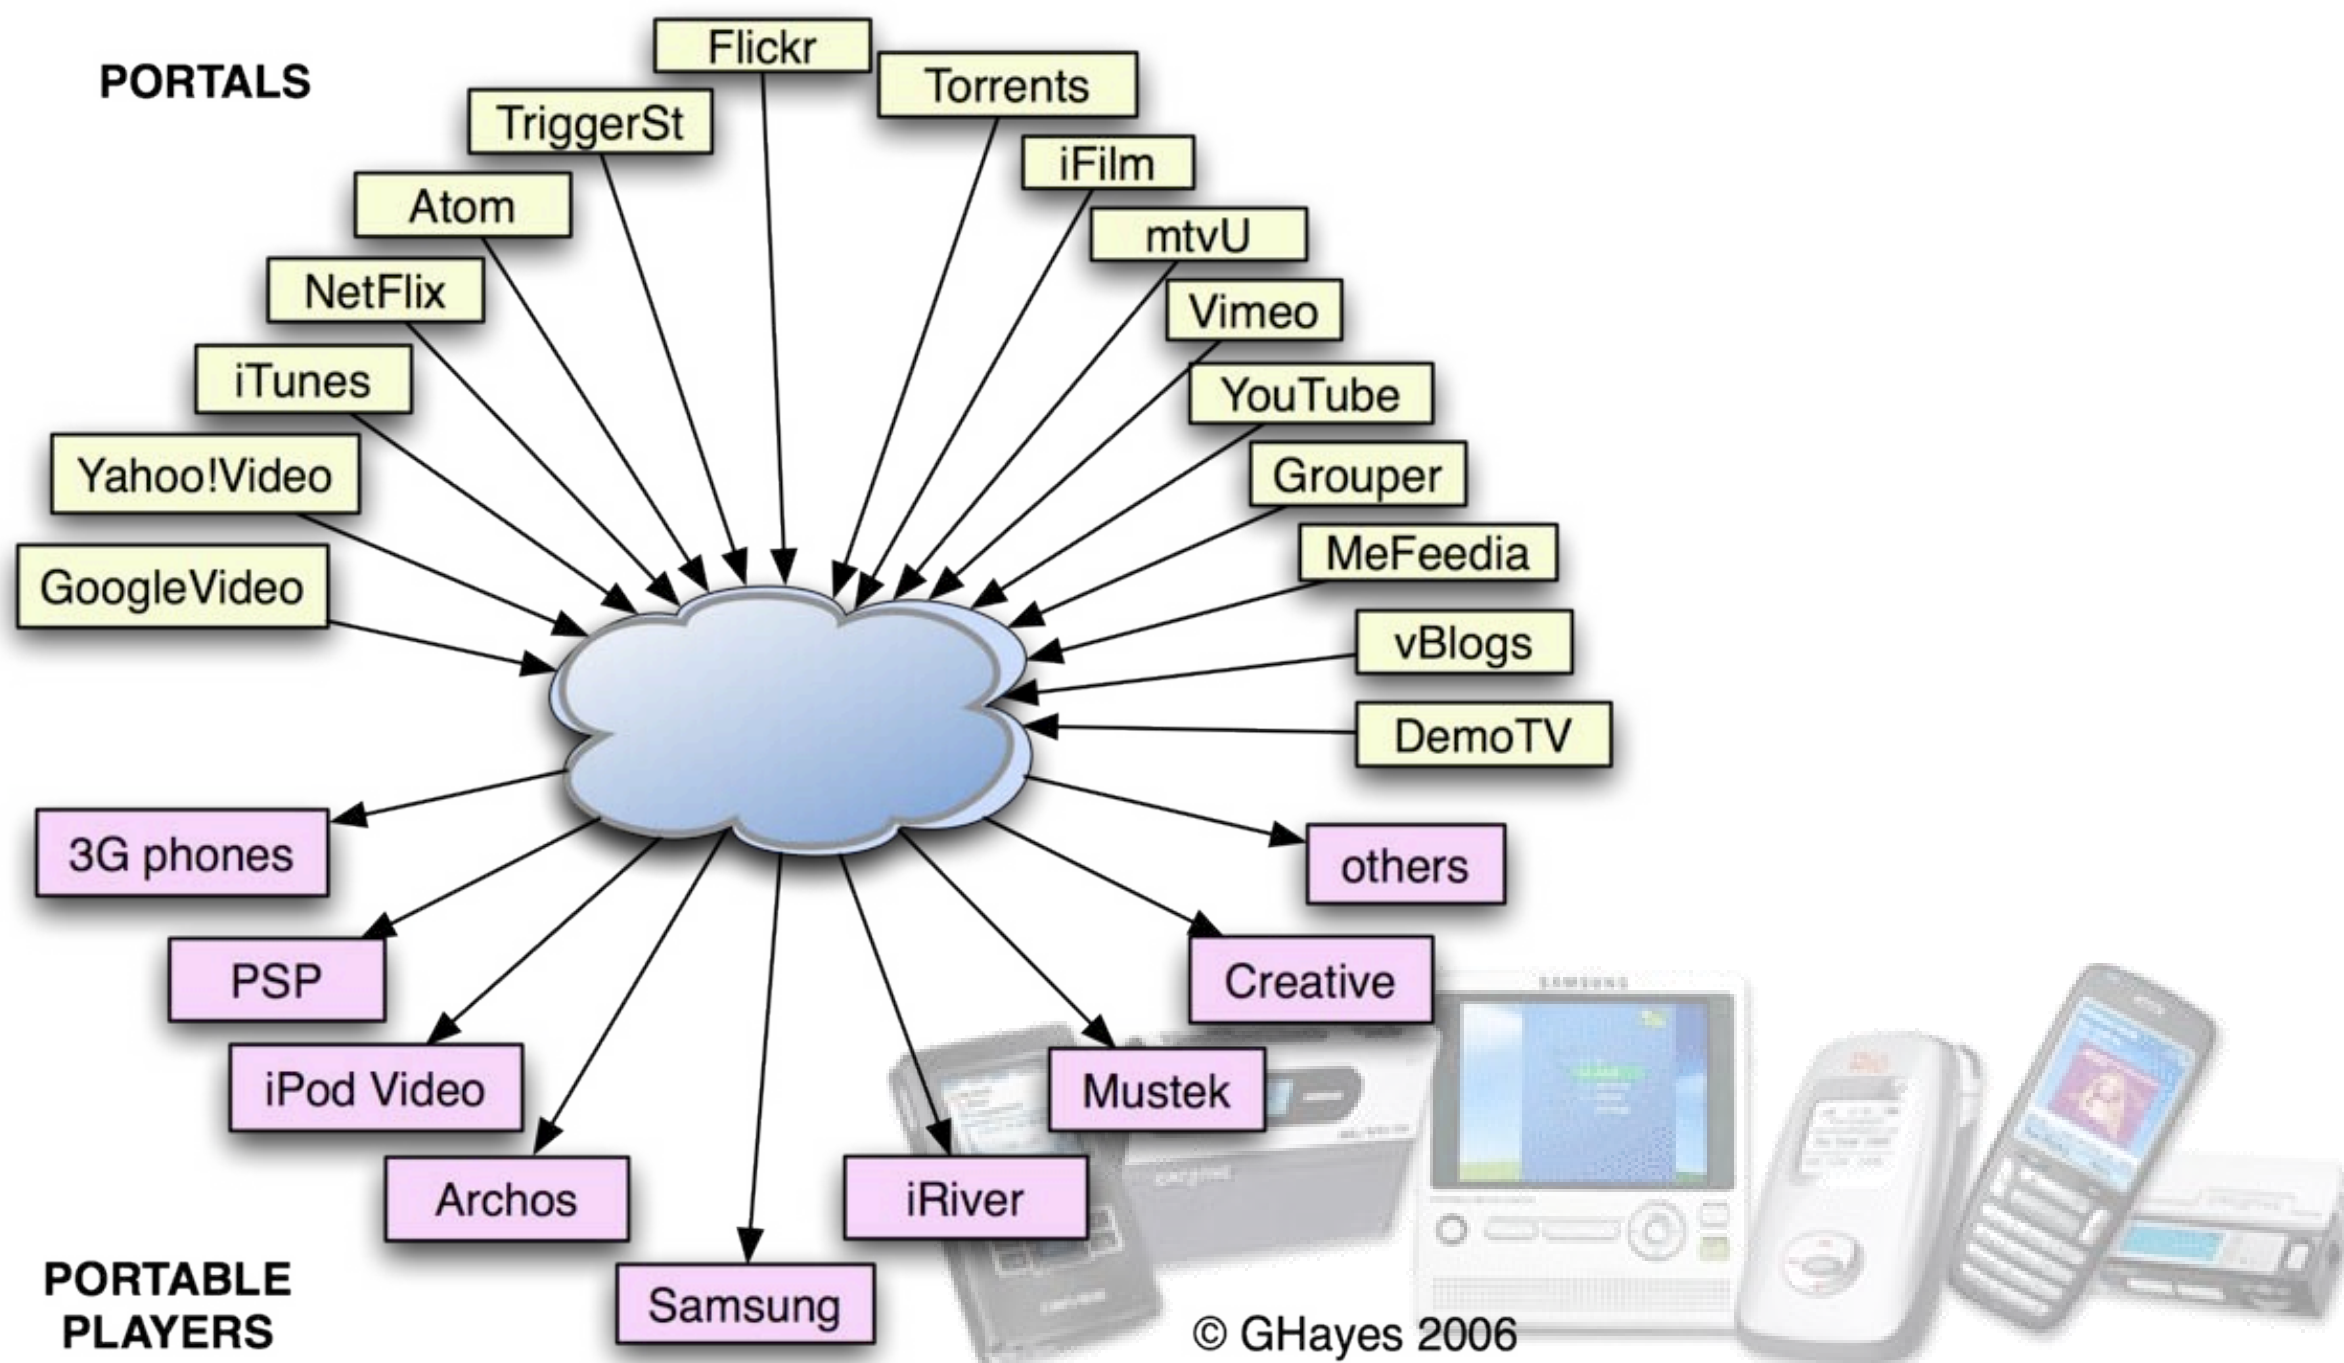 PORTALS
Flickr
Torrents
TriggerSt
iFilm
Atom
mtvU
NetFlix
Vimeo
iTunes
YouTube
Yahoo!Video
Grouper
MeFeedia
GoogleVideo
vBlogs
DemoTV
3G phones
others
PSP
Creative
SAMSUNG
iPod Video
Mustek
Archos
iRiver
PORTABLE
PLAYERS
Samsung
© GHayes 2006